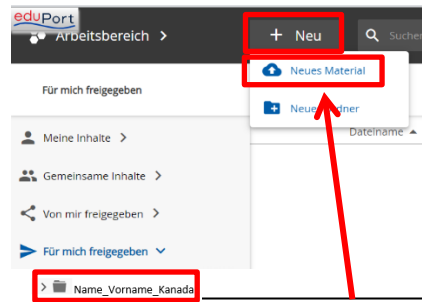 eduPort
Arbeitsbereich >
+ Neu
Suche
Neues Material
Für mich freigegeben
Neuer Ordner
Dateiname
Meine Inhalte >
Gemeinsame Inhalte >
Von mir freigegeben >
Für mich freigegeben
> Name_Vorname_Kanada